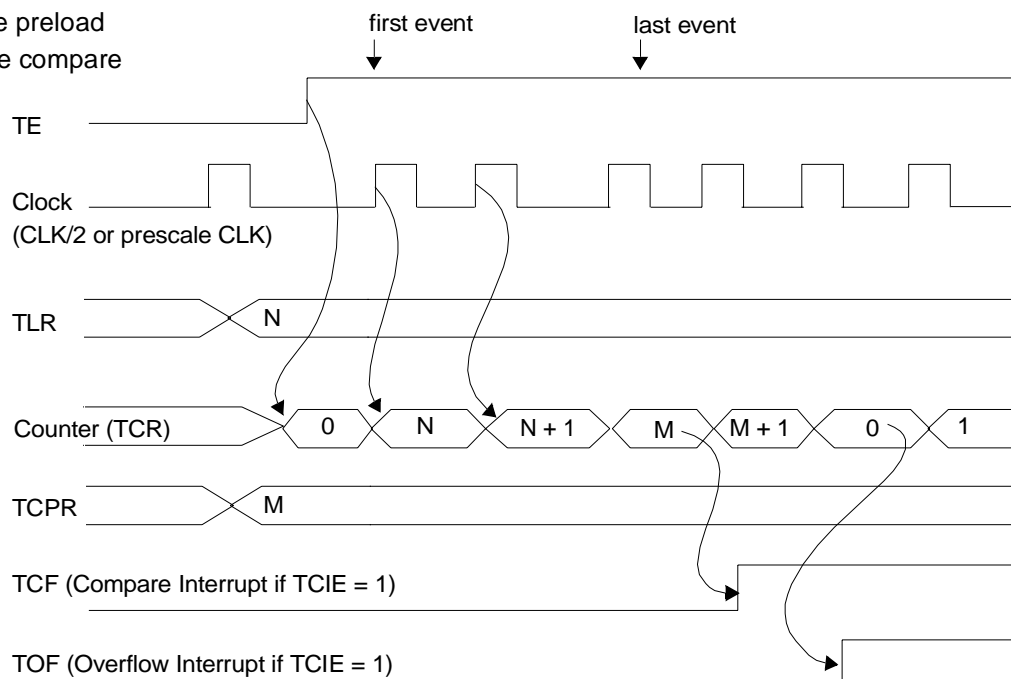 e preload
e compare
first event
last event
TE
Clock
(CLK/2 or prescale CLK)
TLR
N
Counter (TCR)
0
N
N + 1
M
M + 1
0
1
TCPR
M
TCF (Compare Interrupt if TCIE = 1)
TOF (Overflow Interrupt if TCIE = 1)